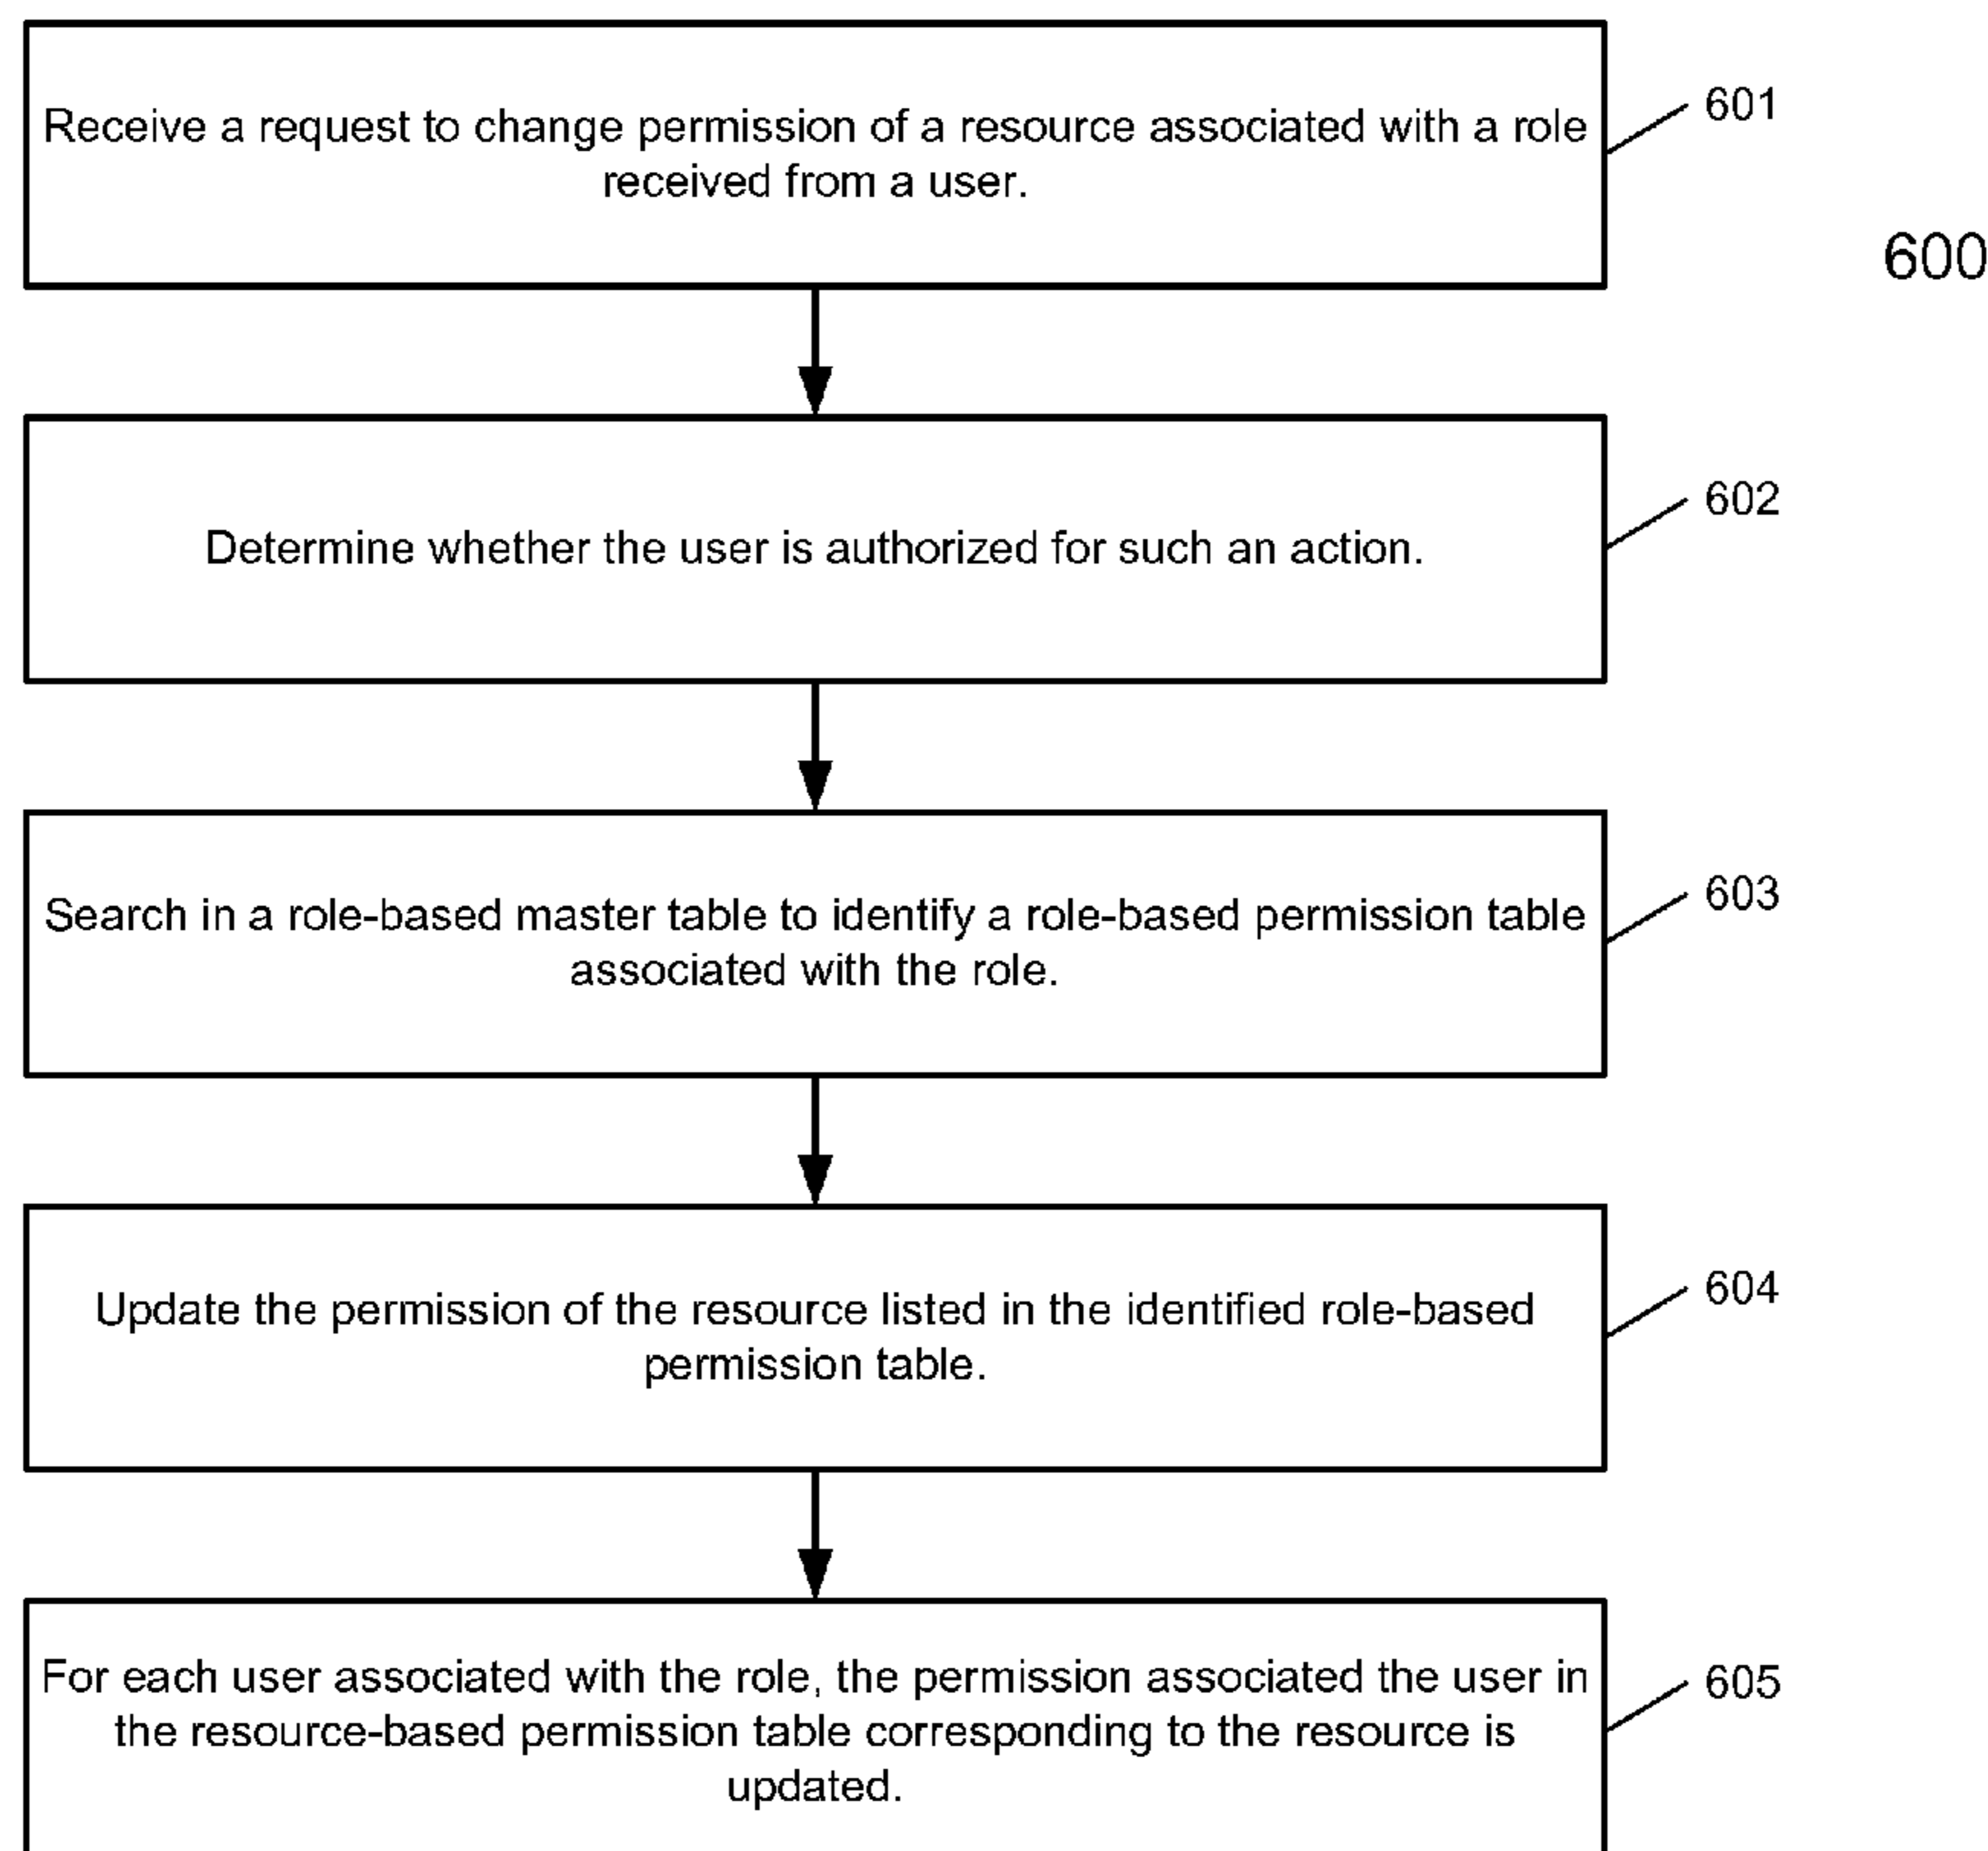 Receive a request to change permission of a resource associated with a role
received from a user.
601
600
Determine whether the user is authorized for such an action.
602
Search in a role-based master table to identify a role-based permission table
associated with the role.
603
Update the permission of the resource listed in the identified role-based
permission table.
604
For each user associated with the role, the permission associated the user in
the resource-based permission table corresponding to the resource is
updated.
605